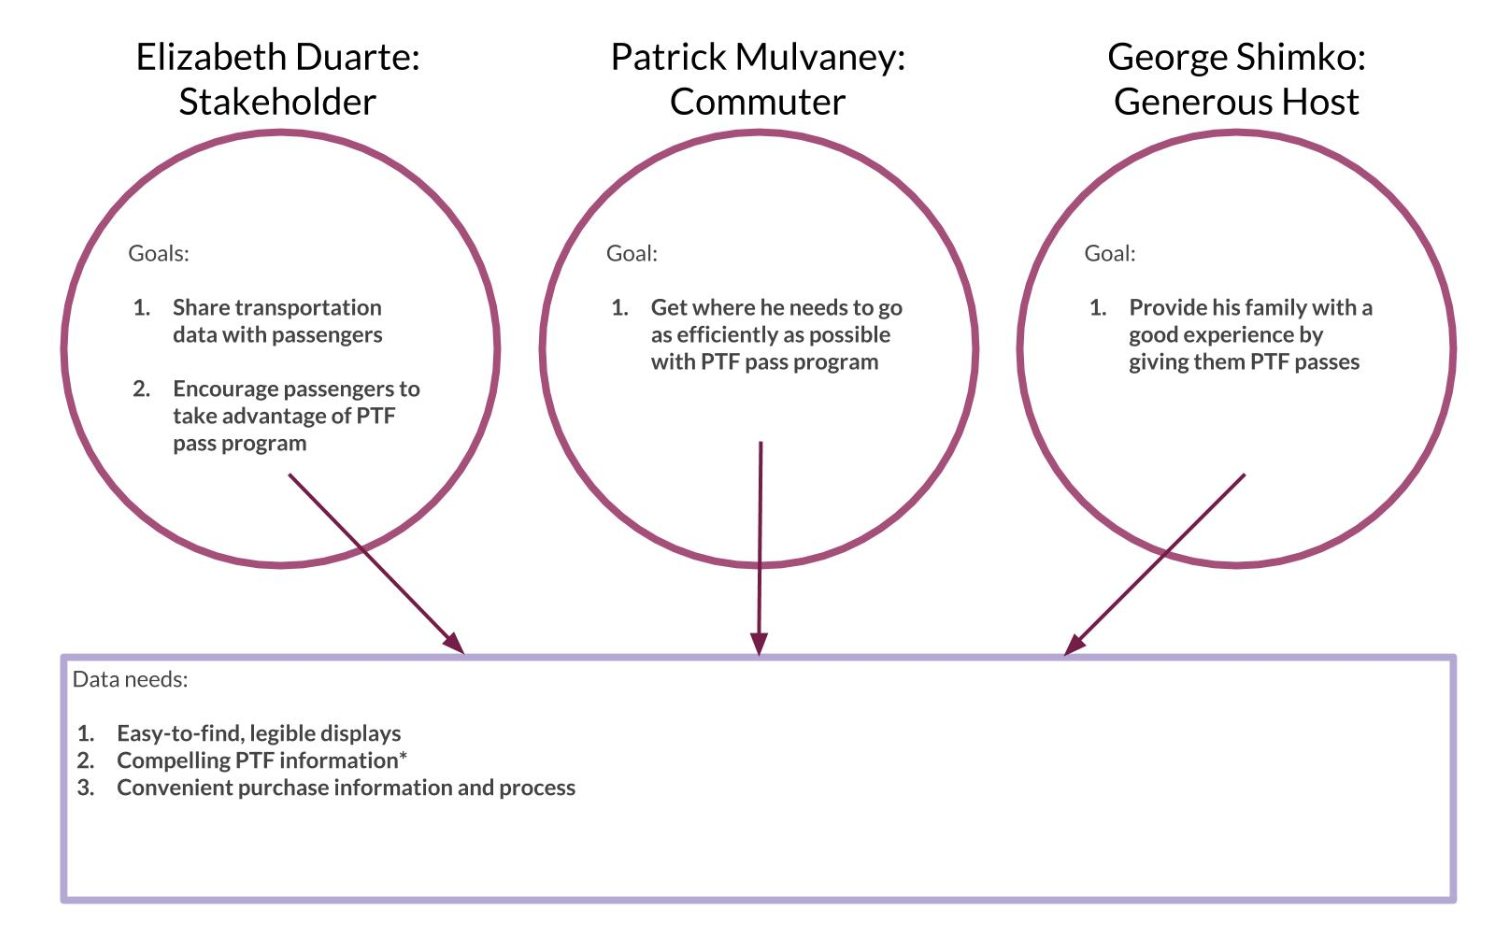 Elizabeth Duarte:
Stakeholder
Patrick Mulvaney:
Commuter
George Shimko:
Generous Host
Goals:
1. Share transportation
data with passengers
2. Encourage passengers to
take advantage of PTF
pass program
Goal:
1. Get where he needs to go
as efficiently as possible
with PTF pass program
Goal:
1. Provide his family with a
good experience by
giving them PTF passes
Data needs:
1. Easy-to-find, legible displays
2. Compelling PTF information*
3. Convenient purchase information and process